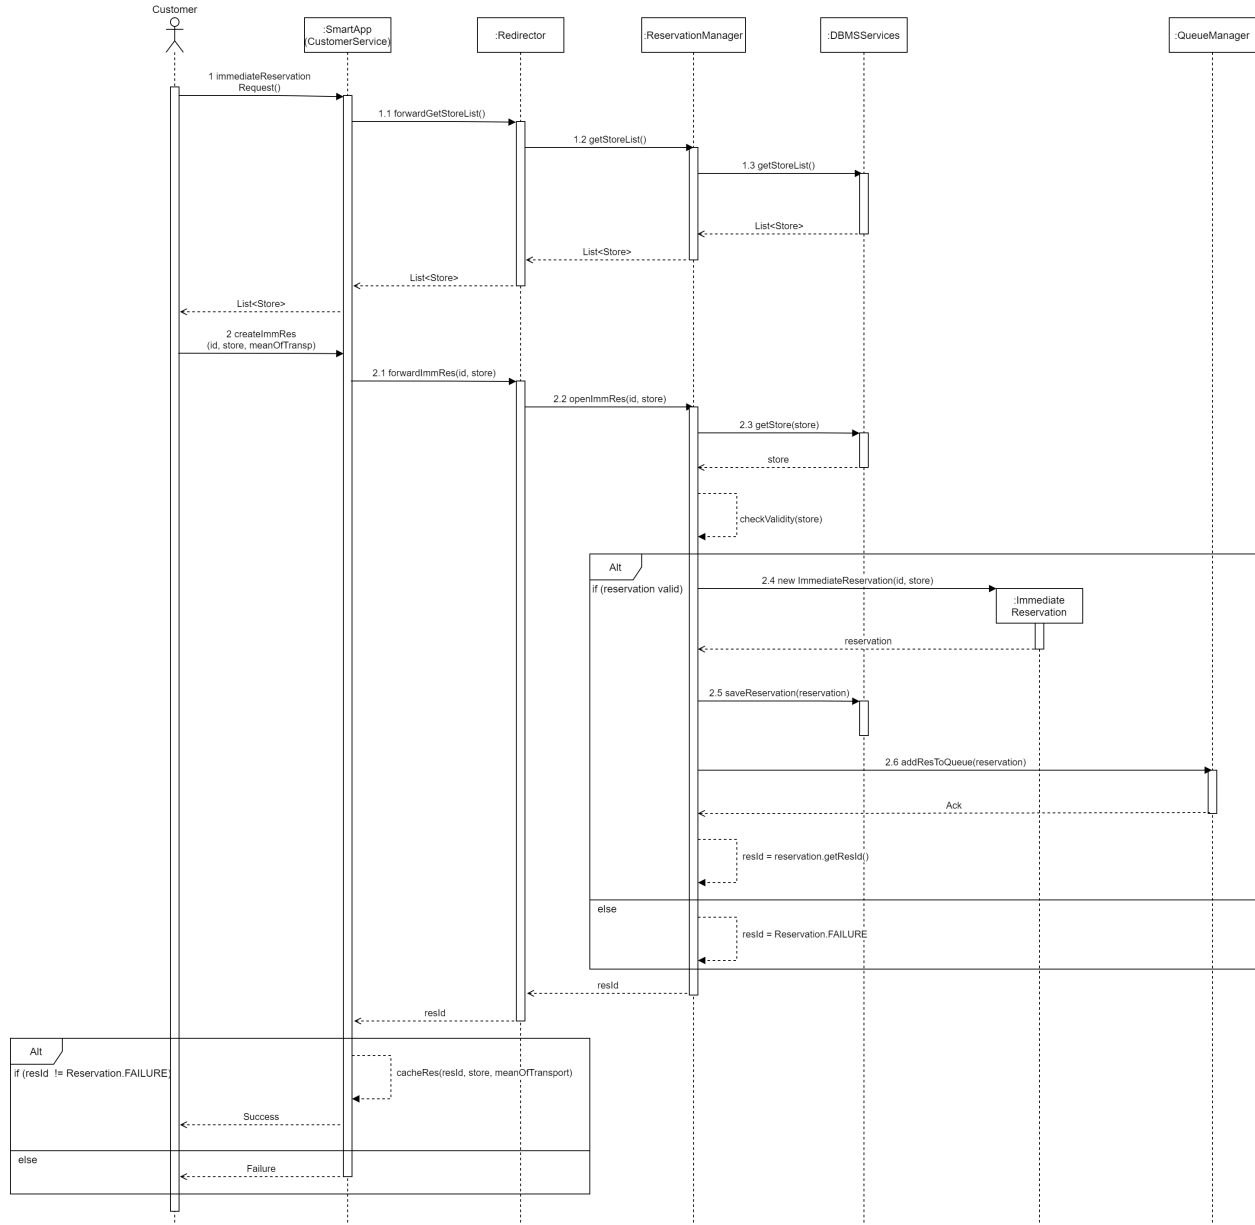 Customer
:SmartApp
(CustomerService)
:Redirector
:ReservationManager
:DBMSServices
:QueueManager
1 immediateReservation
Request()
1.1 forwardGetStoreList()
1.2 getStoreList()
1.3 getStoreList()
List<Store>
List<Store>
List<Store>
List<Store>
2 createImmRes
(id, store, meanOfTransp)
2.1 forwardImmRes(id, store)
2.2 openImmRes(id, store)
2.3 getStore(store)
store
checkValidity(store)
Alt
if (reservation valid)
2.4 new ImmediateReservation(id, store)
:Immediate
Reservation
reservation
2.5 saveReservation(reservation)
2.6 addResToQueue(reservation)
Ack
resId = reservation.getResId()
else
resId = Reservation.FAILURE
resId
resId
Alt
if (resId != Reservation.FAILURE)
cacheRes(resId, store, meanOfTransport)
Success
else
Failure